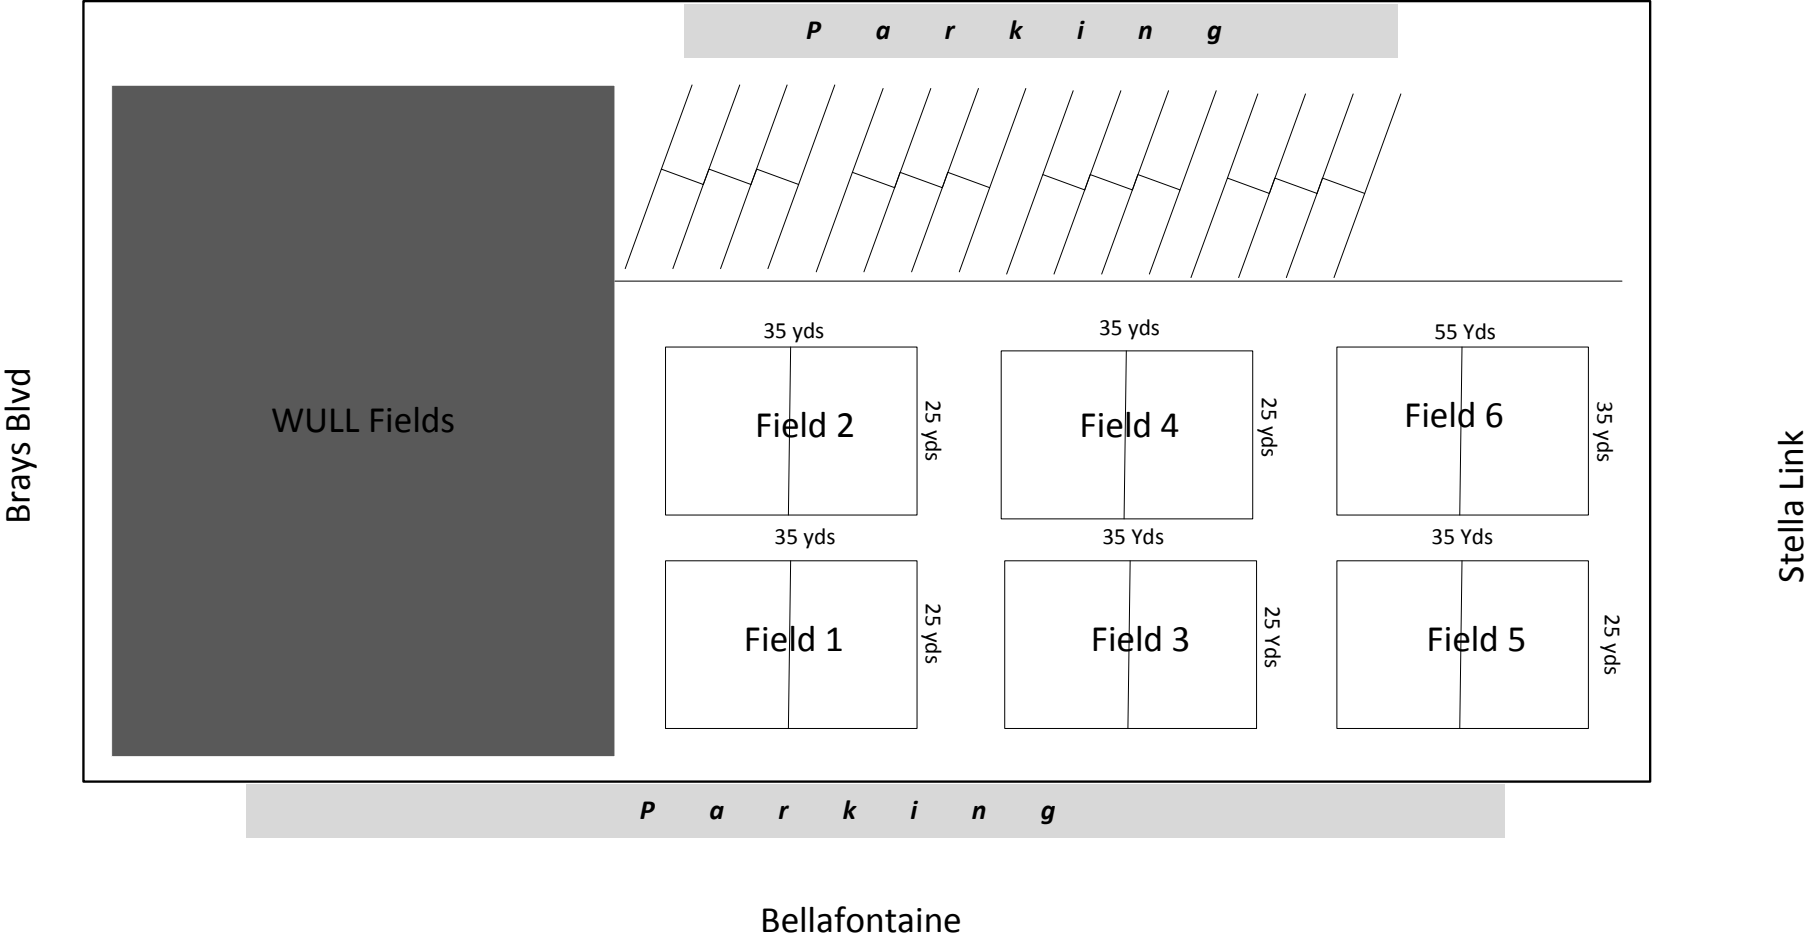 P a r k i n g
35 yds
35 yds
55 Yds
Brays Blvd
WULL Fields
Field 2
25 yds
Field 4
25 yds
Field 6
35 yds
Stella Link
35 yds
35 Yds
35 Yds
Field 1
25 yds
Field 3
25 Yds
Field 5
25 yds
P a r k i n g
Bellafontaine